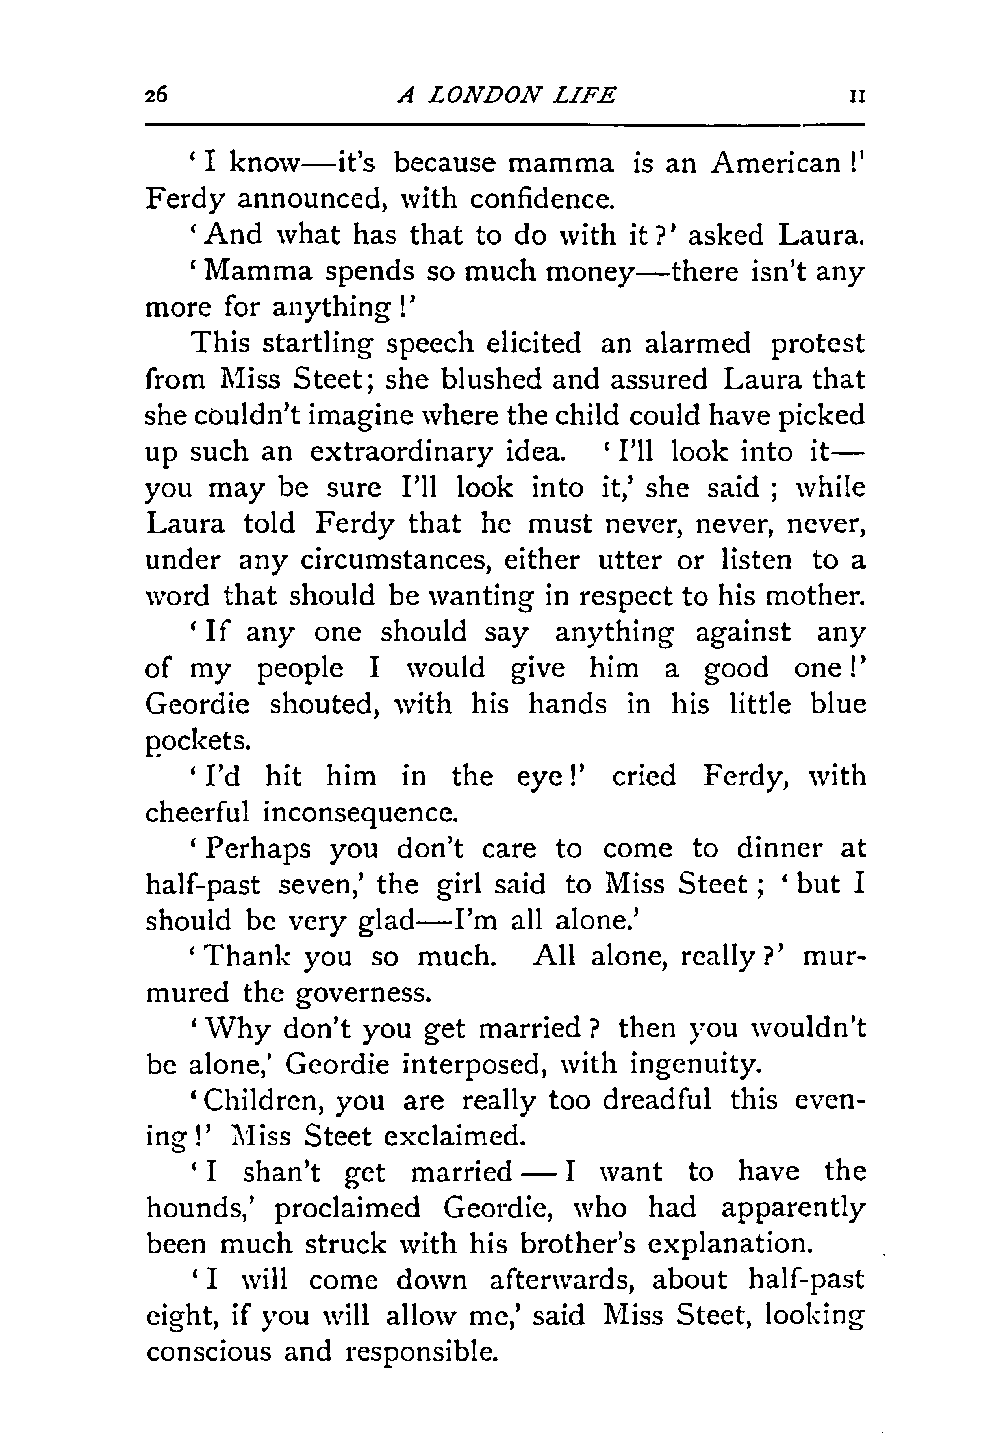 26 A LONDON LIFE II
‘I know—it’s because mamma is an American!’
Ferdy announced, with confidence.
‘And what has that to do with it?’ asked Laura.
‘Mamma spends so much money—there isn’t any
more for anything!’
This startling speech elicited an alarmed protest
from Miss Steet; she blushed and assured Laura that
she couldn’t imagine where the child could have picked
up such an extraordinary idea. ‘I’ll look into it—
you may be sure I’ll look into it,’ she said; while
Laura told Ferdy that he must never, never, never,
under any circumstances, either utter or listen to a
word that should be wanting in respect to his mother.
‘If any one should say anything against any
of my people I would give him a good one!’
Geordie shouted, with his hands in his little blue
pockets.
‘I’d hit him in the eye!’ cried Ferdy, with
cheerful inconsequence.
‘Perhaps you don’t care to come to dinner at
half-past seven,’ the girl said to Miss Steet; ‘but I
should be very glad—I’m all alone.’
‘Thank you so much. All alone, really?’ mur-
mured the governess.
‘Why don’t you get married? then you wouldn’t
be alone,’ Geordie interposed, with ingenuity.
‘Children, you are really too dreadful this even-
ing!’ Miss Steet exclaimed.
‘I shan’t get married—I want to have the
hounds,’ proclaimed Geordie, who had apparently
been much struck with his brother’s explanation.
‘I will come down afterwards, about half-past
eight, if you will allow me,’ said Miss Steet, looking
conscious and responsible.